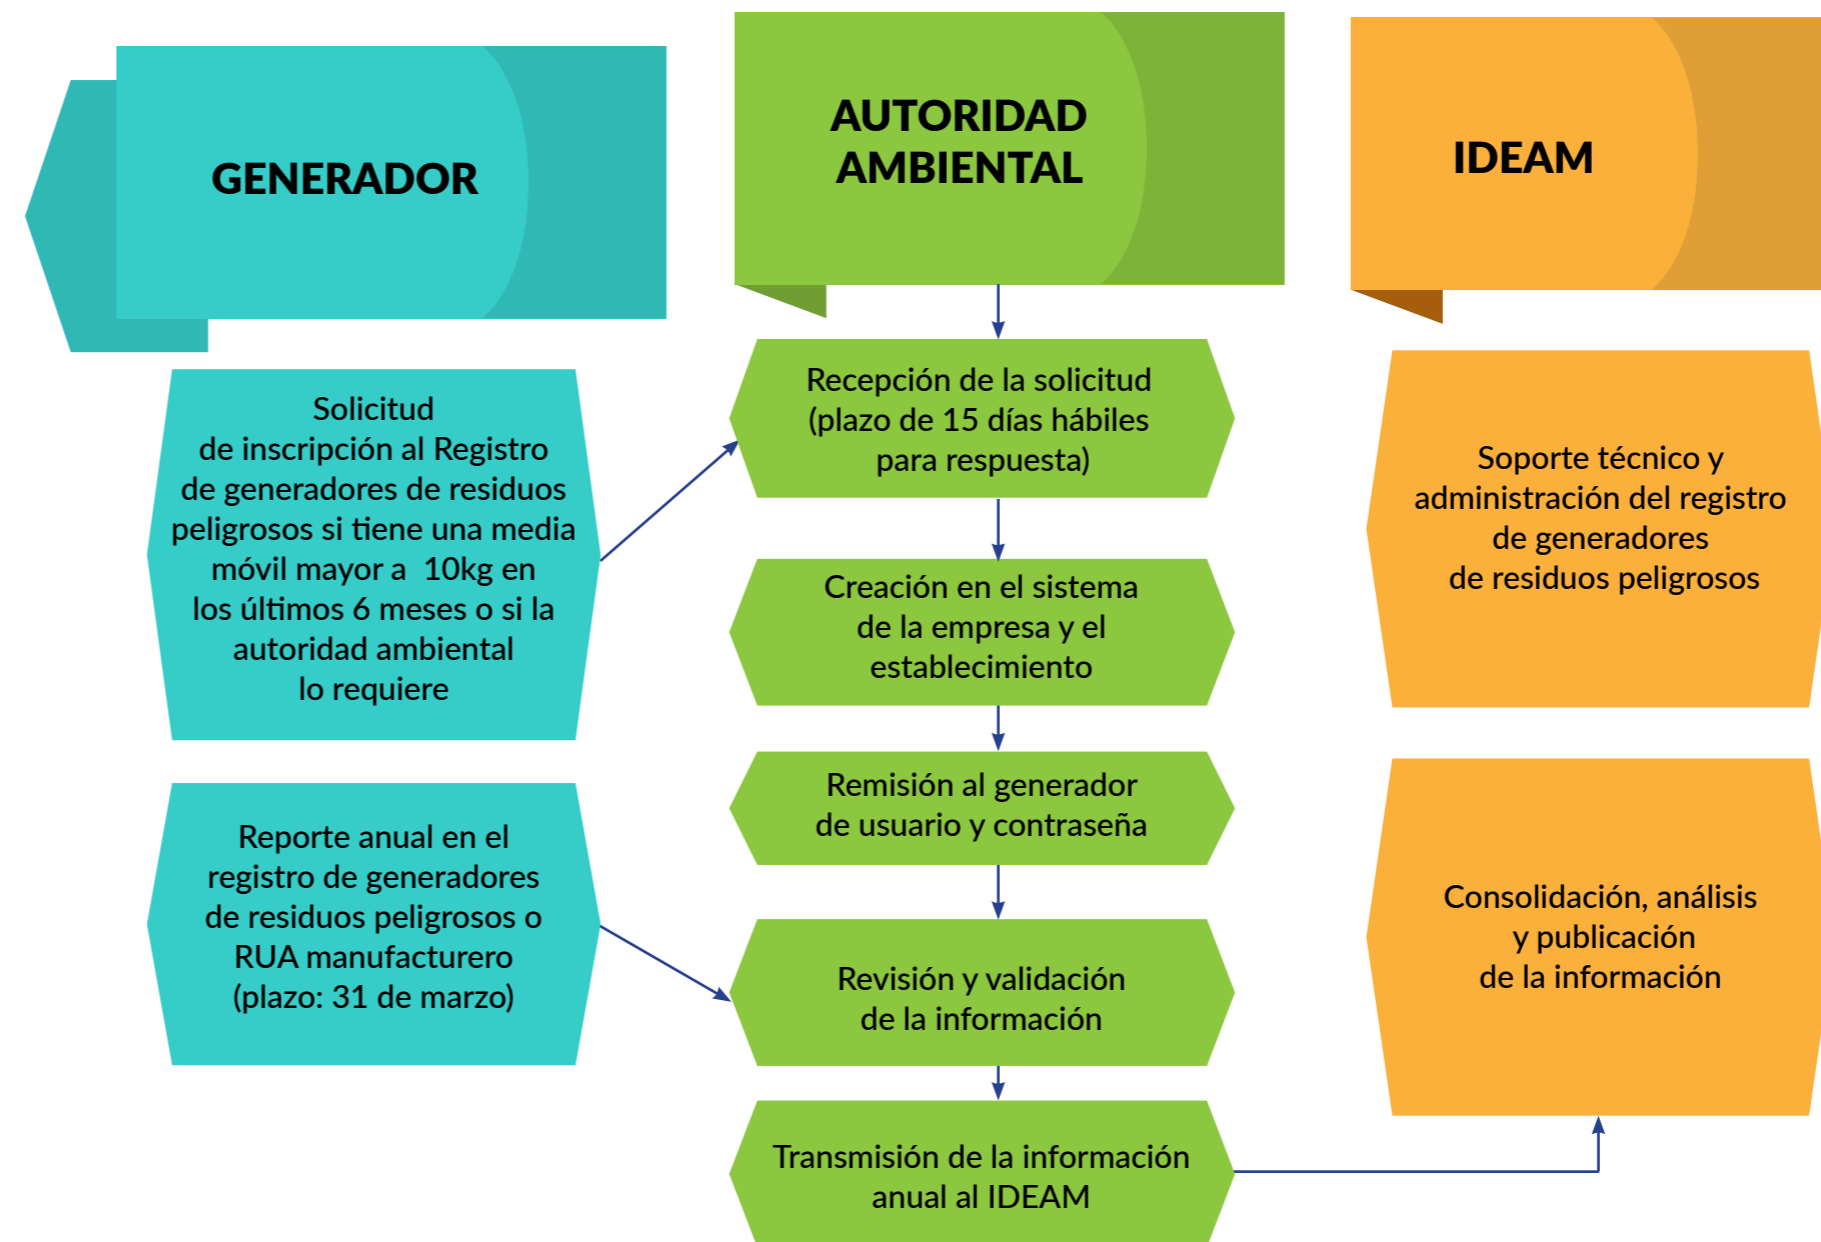 GENERADOR
Solicitud
de inscripción al Registro
de generadores de residuos
peligrosos si tiene una media
móvil mayor a 10kg en
los últimos 6 meses o si la
autoridad ambiental
lo requiere
Reporte anual en el
registro de generadores
de residuos peligrosos o
RUA manufacturero
(plazo: 31 de marzo)
AUTORIDAD
AMBIENTAL
Recepción de la solicitud
(plazo de 15 días hábiles
para respuesta)
Creación en el sistema
de la empresa y el
establecimiento
Remisión al generador
de usuario y contraseña
Revisión y validación
de la información
Transmisión de la información
anual al IDEAM
IDEAM
Soporte técnico y
administración del registro
de generadores
de residuos peligrosos
Consolidación, análisis
y publicación
de la información